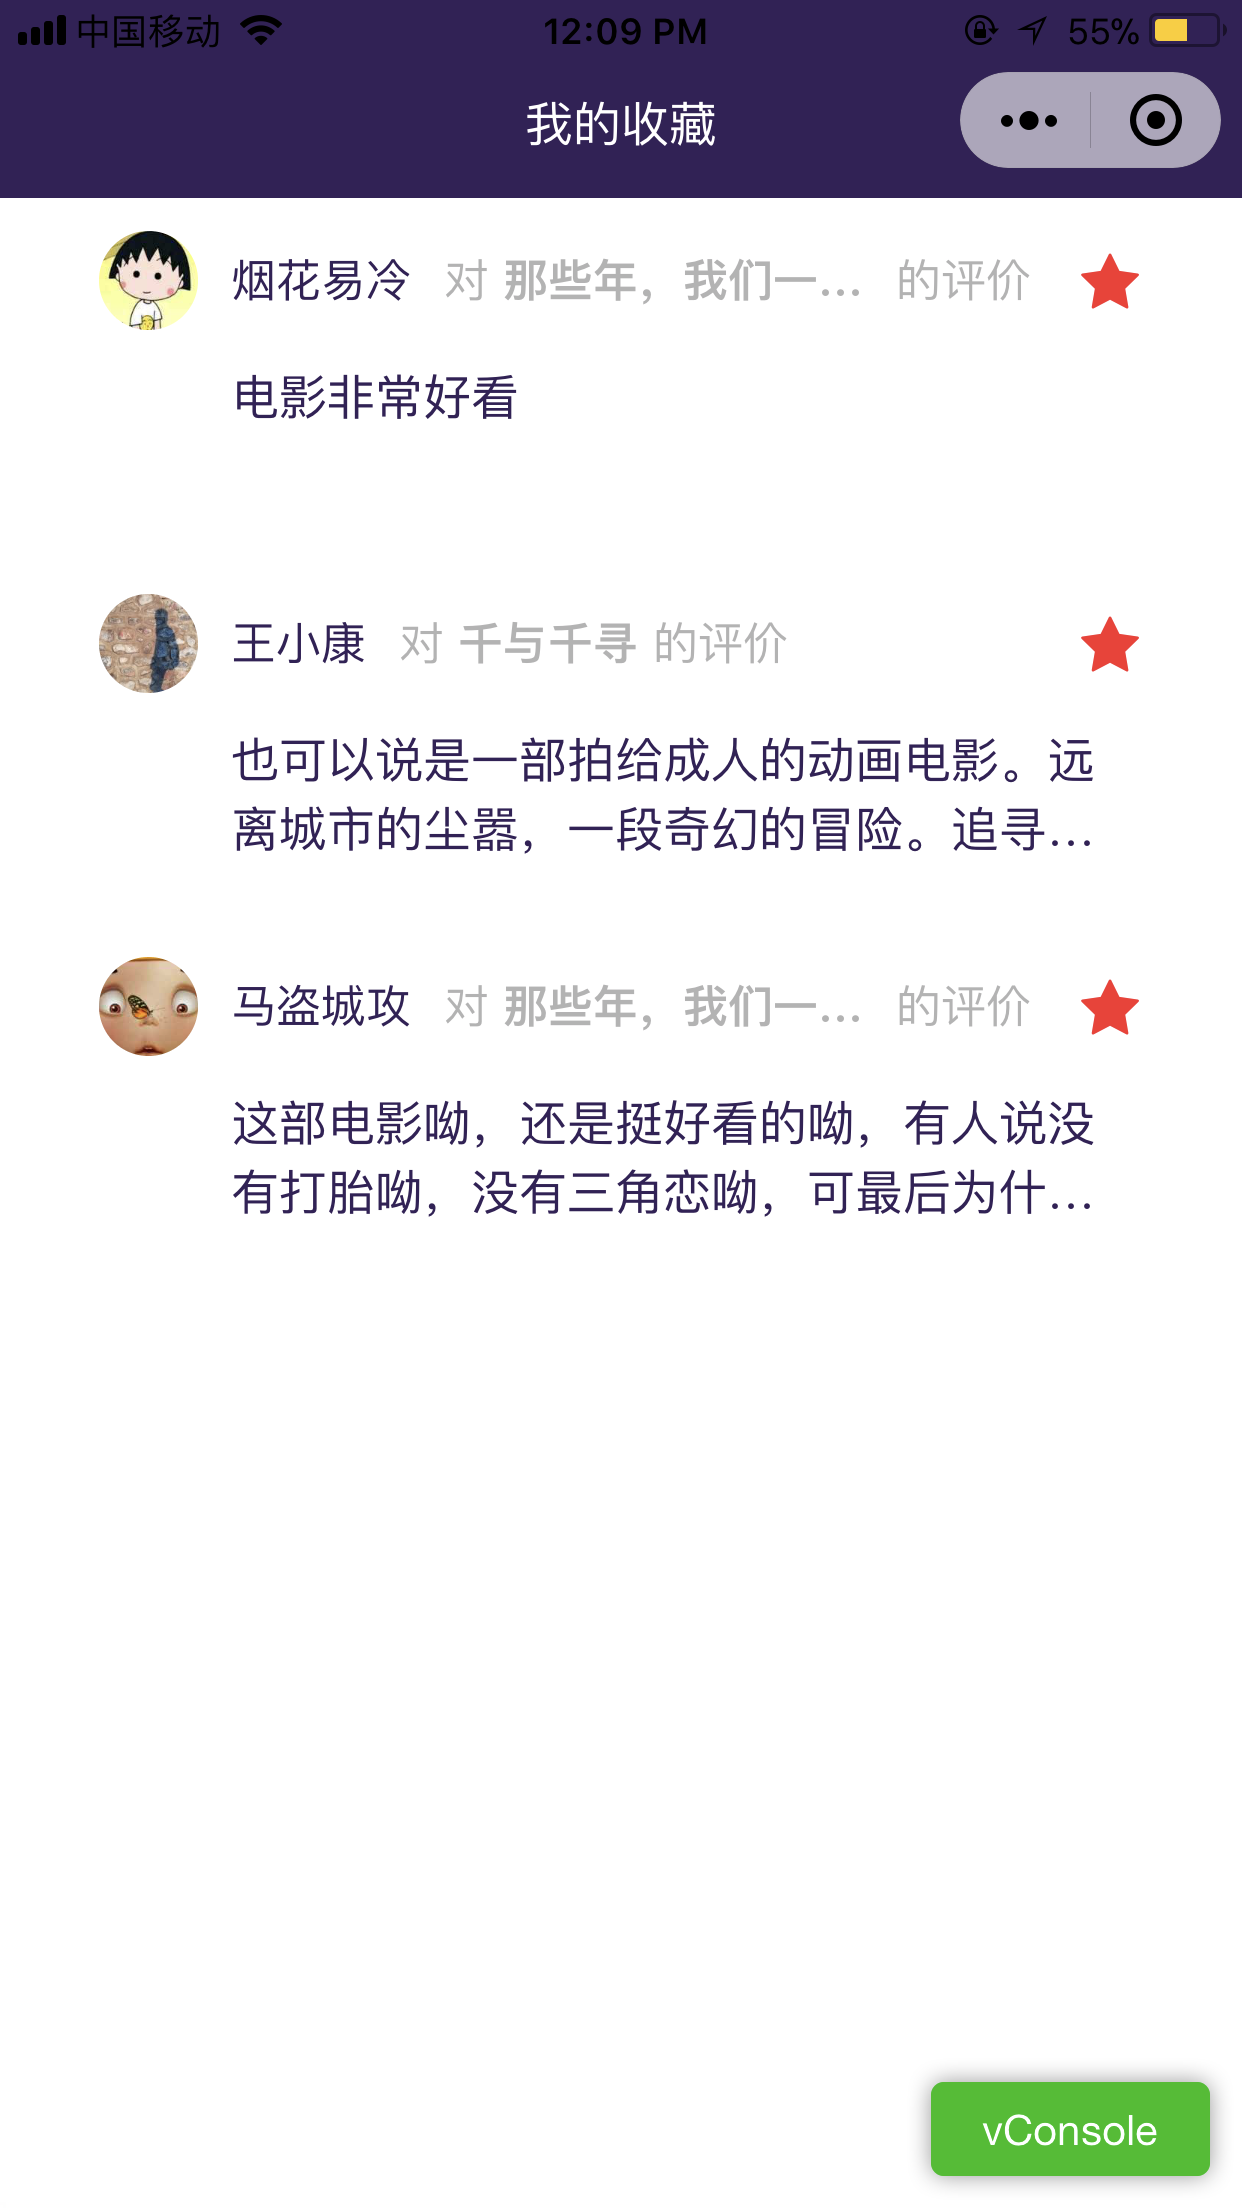 中国移动 12:09 PM 55%
我的收藏
烟花易冷 对 那些年，我们一... 的评价
电影非常好看
王小康 对 千与千寻 的评价
也可以说是一部拍给成人的动画电影。远
离城市的尘嚣，一段奇幻的冒险。追寻...
马盗城攻 对 那些年，我们一... 的评价
这部电影呦，还是挺好看的呦，有人说没
有打胎呦，没有三角恋呦，可最后为什...
vConsole